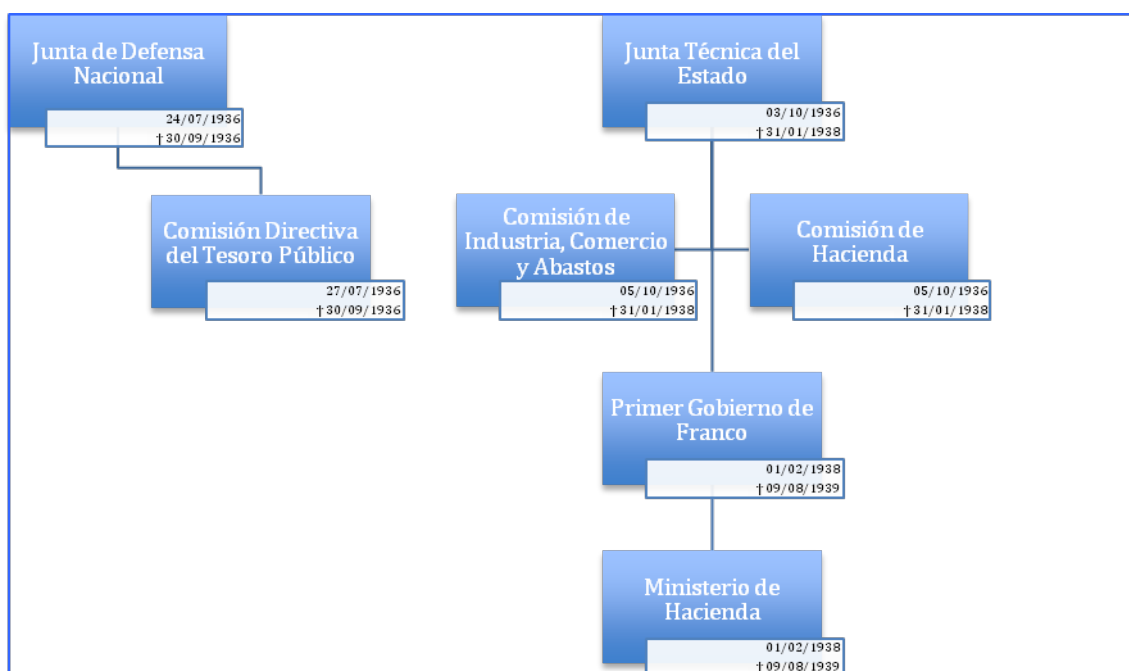 Junta de Defensa
Nacional
24/07/1936
†30/09/1936
Junta Técnica del
Estado
03/10/1936
†31/01/1938
Comisión Directiva
del Tesoro Público
27/07/1936
†30/09/1936
Comisión de
Industria, Comercio
y Abastos
05/10/1936
†31/01/1938
Comisión de
Hacienda
05/10/1936
†31/01/1938
Primer Gobierno de
Franco
01/02/1938
†09/08/1939
Ministerio de
Hacienda
01/02/1938
†09/08/1939